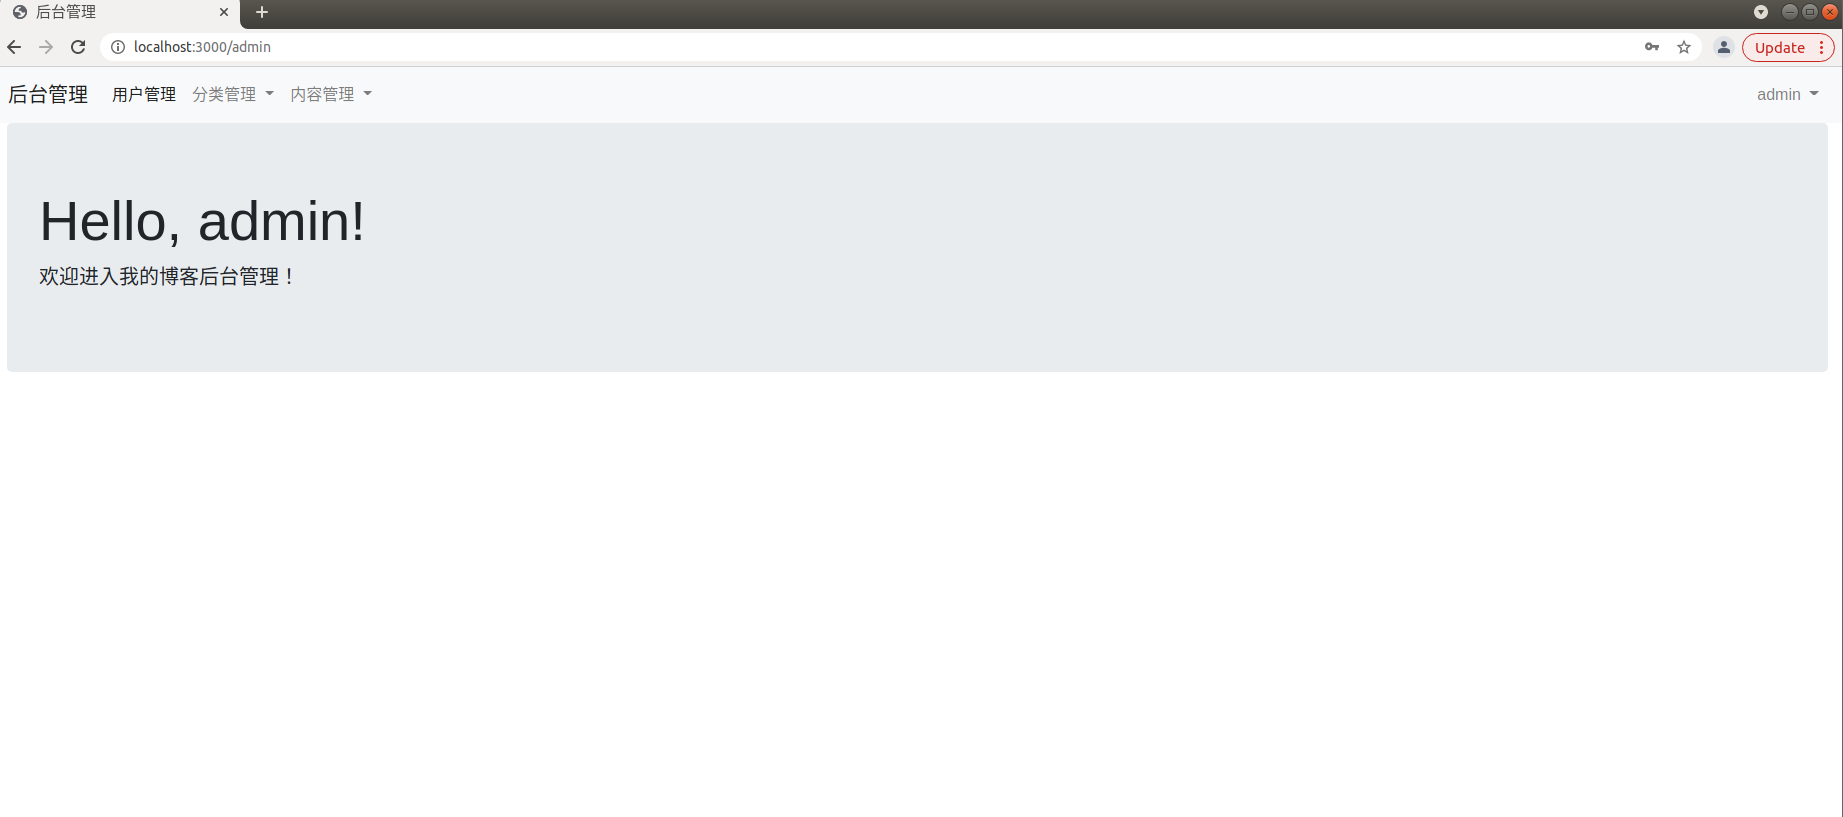 后台管理
localhost:3000/admin
Update
后台管理 用户管理 分类管理 内容管理 admin
Hello, admin!
欢迎进入我的博客后台管理！